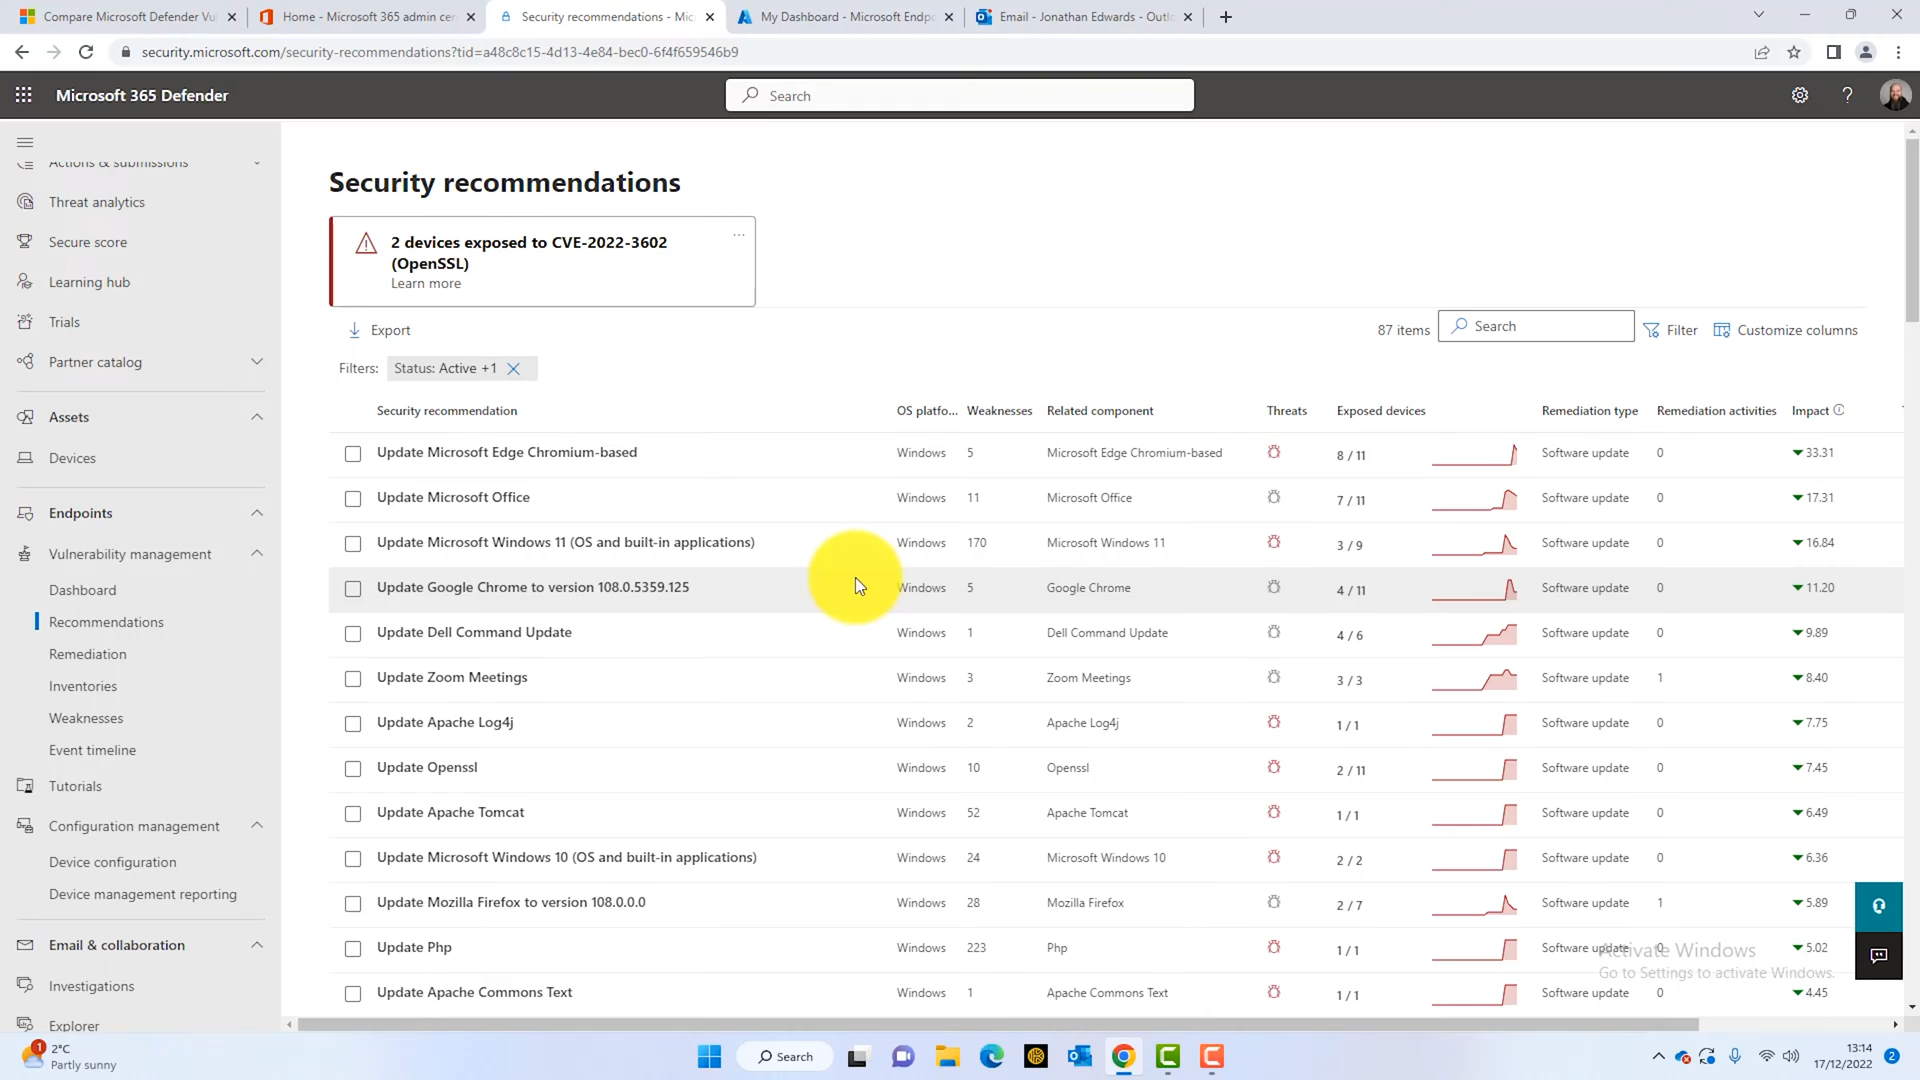 Compare Microsoft Defender Vul
Home - Microsoft 365 admin cen
Security recommendations - Mic
My Dashboard - Microsoft Endpo
Email - Jonathan Edwards - Outlo
security.microsoft.com/security-recommendations?tid=a48c8c15-4d13-4e84-bec0-6f4f659546b9
Microsoft 365 Defender
Search
Actions & submissions
Threat analytics
Secure score
Learning hub
Trials
Partner catalog
Assets
Devices
Endpoints
Vulnerability management
Dashboard
Recommendations
Remediation
Inventories
Weaknesses
Event timeline
Tutorials
Configuration management
Device configuration
Device management reporting
Email & collaboration
Investigations
Explorer
Security recommendations
2 devices exposed to CVE-2022-3602
(OpenSSL)
Learn more
Export
87 items
Search
Filter
Customize columns
Filters: Status: Active +1
Security recommendation OS platfo... Weaknesses Related component Threats Exposed devices Remediation type Remediation activities Impact
Update Microsoft Edge Chromium-based Windows 5 Microsoft Edge Chromium-based 8 / 11 Software update 0 33.31
Update Microsoft Office Windows 11 Microsoft Office 7 / 11 Software update 0 17.31
Update Microsoft Windows 11 (OS and built-in applications) Windows 170 Microsoft Windows 11 3 / 9 Software update 0 16.84
Update Google Chrome to version 108.0.5359.125 Windows 5 Google Chrome 4 / 11 Software update 0 11.20
Update Dell Command Update Windows 1 Dell Command Update 4 / 6 Software update 0 9.89
Update Zoom Meetings Windows 3 Zoom Meetings 3 / 3 Software update 1 8.40
Update Apache Log4j Windows 2 Apache Log4j 1 / 1 Software update 0 7.75
Update Openssl Windows 10 Openssl 2 / 11 Software update 0 7.45
Update Apache Tomcat Windows 52 Apache Tomcat 1 / 1 Software update 0 6.49
Update Microsoft Windows 10 (OS and built-in applications) Windows 24 Microsoft Windows 10 2 / 2 Software update 0 6.36
Update Mozilla Firefox to version 108.0.0.0 Windows 28 Mozilla Firefox 2 / 7 Software update 1 5.89
Update Php Windows 223 Php 1 / 1 Software update 0 5.02
Update Apache Commons Text Windows 1 Apache Commons Text 1 / 1 Software update 0 4.45
Activate Windows
Go to Settings to activate Windows.
1
2°C
Partly sunny
Search
13:14
17/12/2022
2